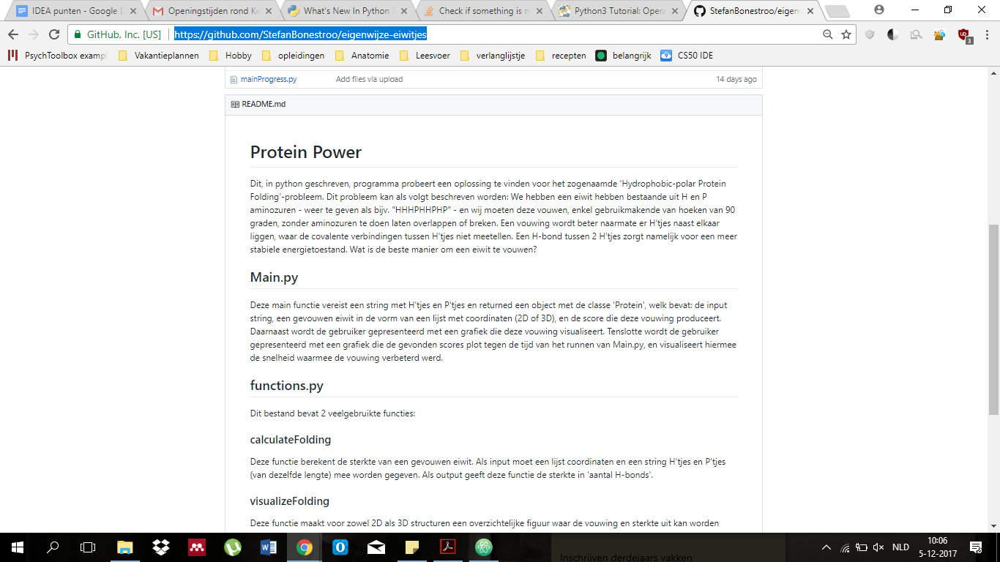 IDEA punten - Google D
Openingstijden rond Ke
What's New In Python 3
Check if something is n
Python3 Tutorial: Opera
StefanBonestroo/eigenw
GitHub, Inc. [US]
https://github.com/StefanBonestroo/eigenwijze-eiwitjes
3
PsychToolbox exampl
Vakantieplannen
Hobby
opleidingen
Anatomie
Leesvoer
verlanglijstje
recepten
belangrijk
CS50 IDE
mainProgress.py
Add files via upload
14 days ago
README.md
Protein Power
Dit, in python geschreven, programma probeert een oplossing te vinden voor het zogenaamde 'Hydrophobic-polar Protein
Folding'-probleem. Dit probleem kan als volgt beschreven worden: We hebben een eiwit hebben bestaande uit H en P
aminozuren - weer te geven als bijv. "HHHPHHPHP" - en wij moeten deze vouwen, enkel gebruikmakende van hoeken van 90
graden, zonder aminozuren te doen laten overlappen of breken. Een vouwing wordt beter naarmate er H'tjes naast elkaar
liggen, waar de covalente verbindingen tussen H'tjes niet meetellen. Een H-bond tussen 2 H'tjes zorgt namelijk voor een meer
stabiele energietoestand. Wat is de beste manier om een eiwit te vouwen?
Main.py
Deze main functie vereist een string met H'tjes en P'tjes en returned een object met de classe 'Protein', welk bevat: de input
string, een gevouwen eiwit in de vorm van een lijst met coordinaten (2D of 3D), en de score die deze vouwing produceert.
Daarnaast wordt de gebruiker gepresenteerd met een grafiek die deze vouwing visualiseert. Tenslotte wordt de gebruiker
gepresenteerd met een grafiek die de gevonden scores plot tegen de tijd van het runnen van Main.py, en visualiseert hiermee
de snelheid waarmee de vouwing verbeterd werd.
functions.py
Dit bestand bevat 2 veelgebruikte functies:
calculateFolding
Deze functie berekent de sterkte van een gevouwen eiwit. Als input moet een lijst coordinaten en een string H'tjes en P'tjes
(van dezelfde lengte) mee worden gegeven. Als output geeft deze functie de sterkte in 'aantal H-bonds'.
visualizeFolding
Deze functie maakt voor zowel 2D als 3D structuren een overzichtelijke figuur waar de vouwing en sterkte uit kan worden
Inschrijven derdejaars vakken
NLD
10:06
5-12-2017